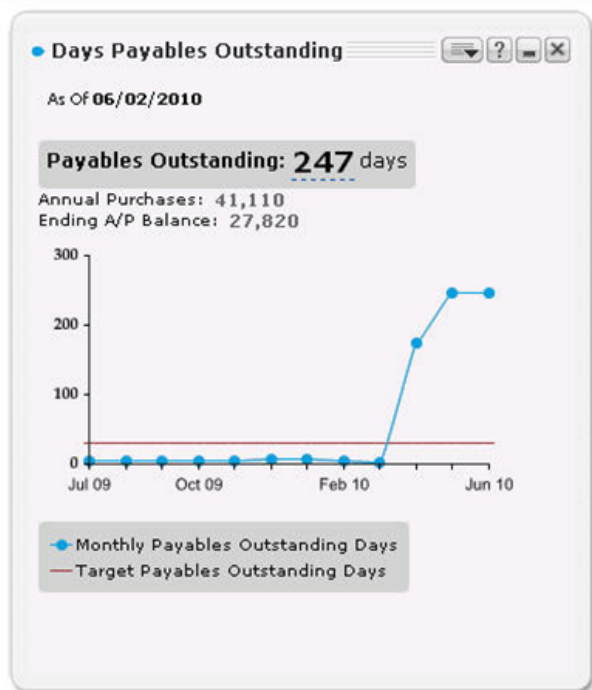 Days Payables Outstanding
?
As Of 06/02/2010
Payables Outstanding: 247 days
Annual Purchases: 41,110
Ending A/P Balance: 27,820
300
200
100
0
Jul 09 Oct 09 Feb 10 Jun 10
Monthly Payables Outstanding Days
Target Payables Outstanding Days